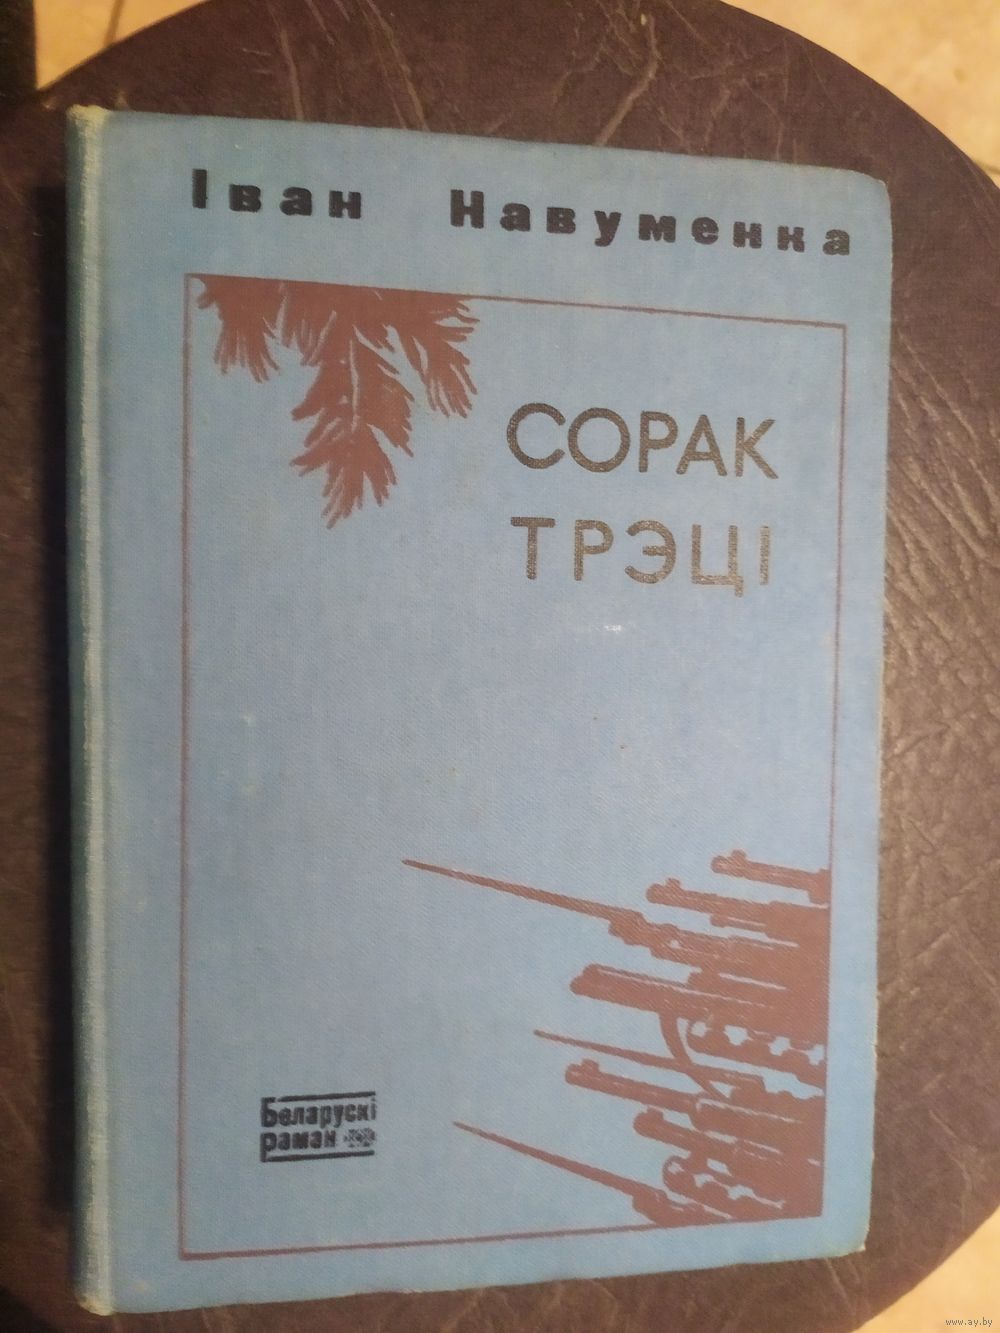 Іван Навуменка
СОРАК
ТРЭЦІ
Беларускі
раман
www.ay.by